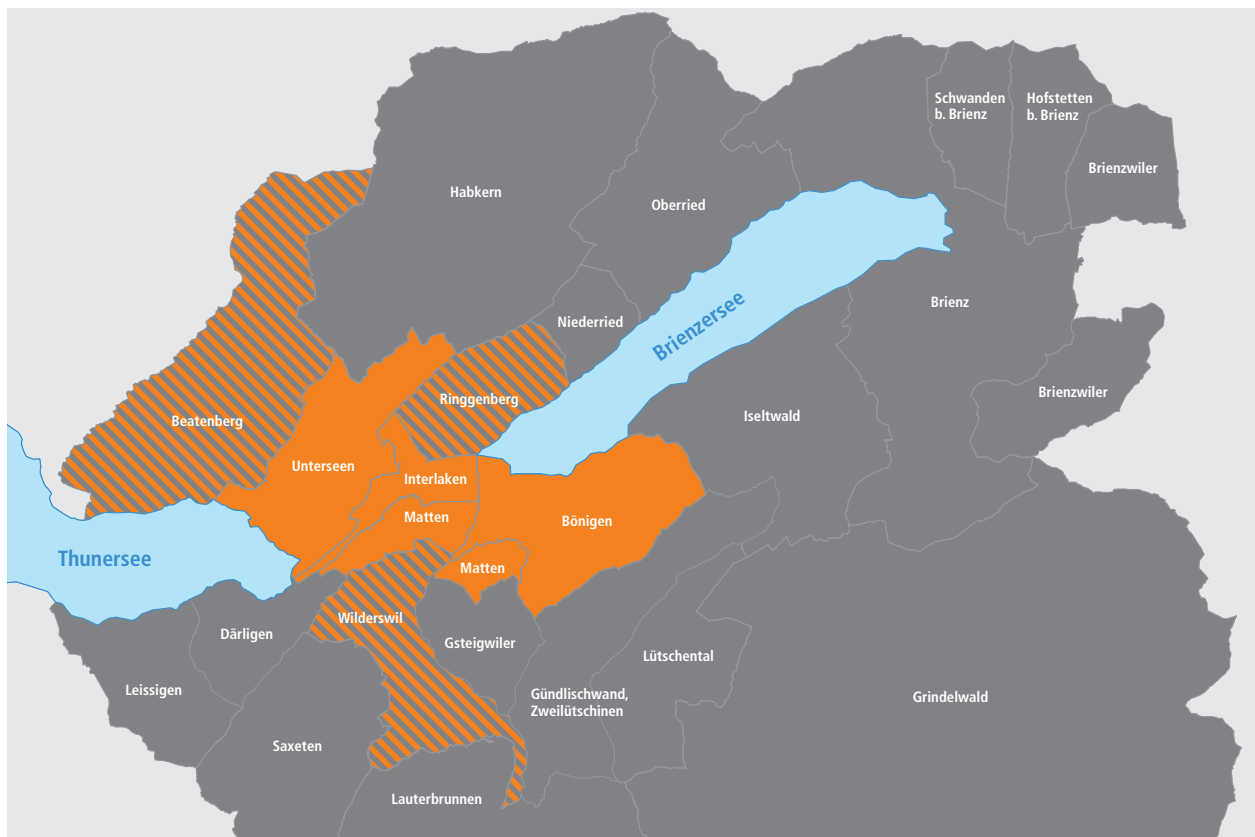 Schwanden
b. Brienz
Hofstetten
b. Brienz
Brienzwiler
Habkern
Oberried
Brienz
Niederried
Brienzersee
Brienzwiler
Ringgenberg
Iseltwald
Beatenberg
Unterseen
Interlaken
Matten
Bönigen
Thunersee
Matten
Wilderswil
Därligen
Gsteigwiler
Lütschental
Leissigen
Gündlischwand,
Zweilütschinen
Grindelwald
Saxeten
Lauterbrunnen